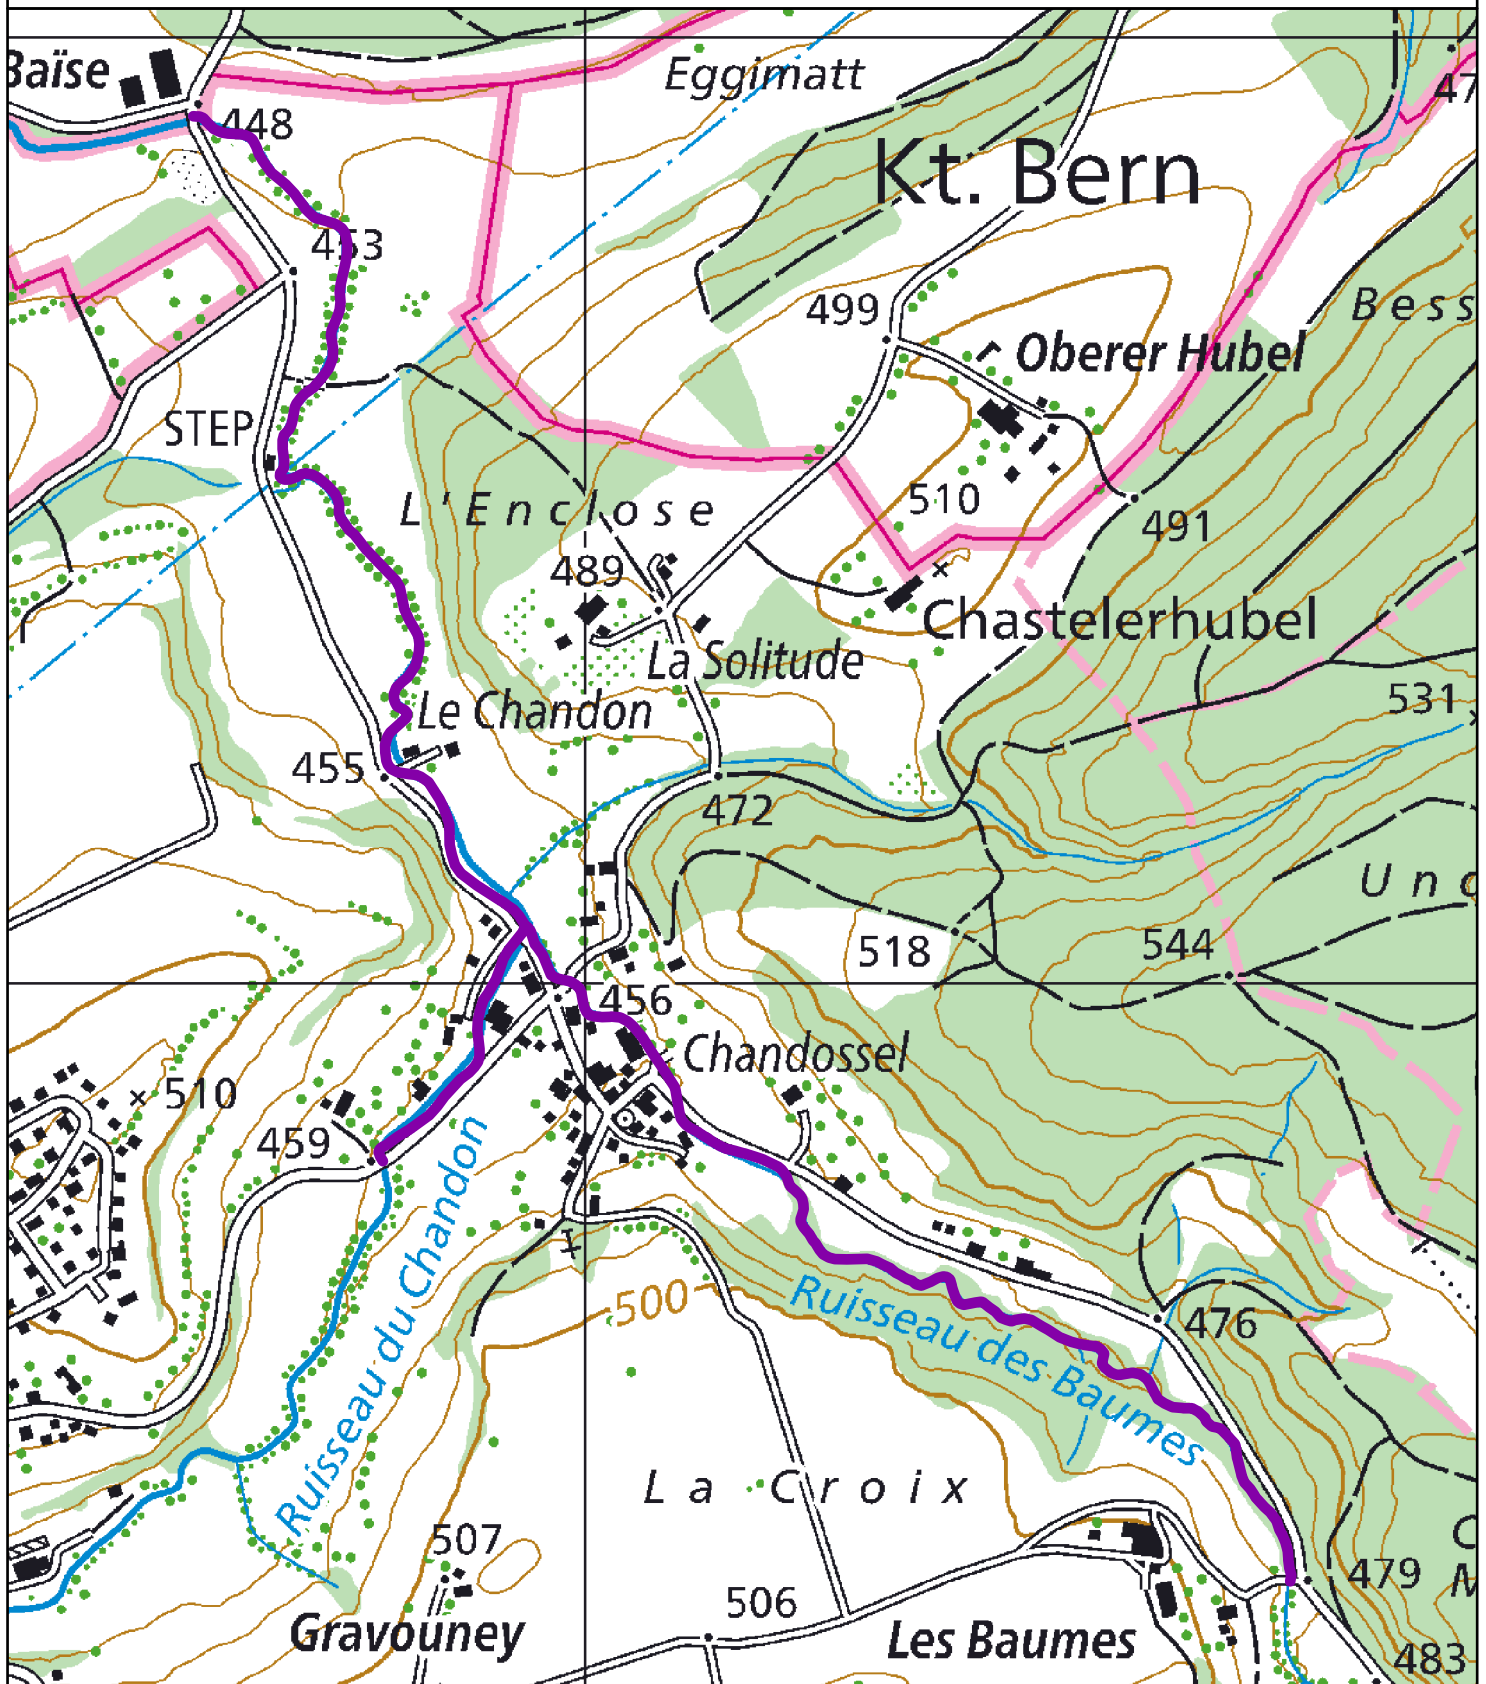 Baïse
Eggimatt
47
448
Kt. Bern
453
499
Bess
Oberer Hubel
STEP
L'Enclose
510
491
489
Chastelerhubel
La Solitude
531
Le Chandon
455
472
Und
518
544
456
Chandossel
510
459
Ruisseau du Chandon
500
Ruisseau des Baumes
476
La Croix
507
479
506
Gravouney
Les Baumes
483